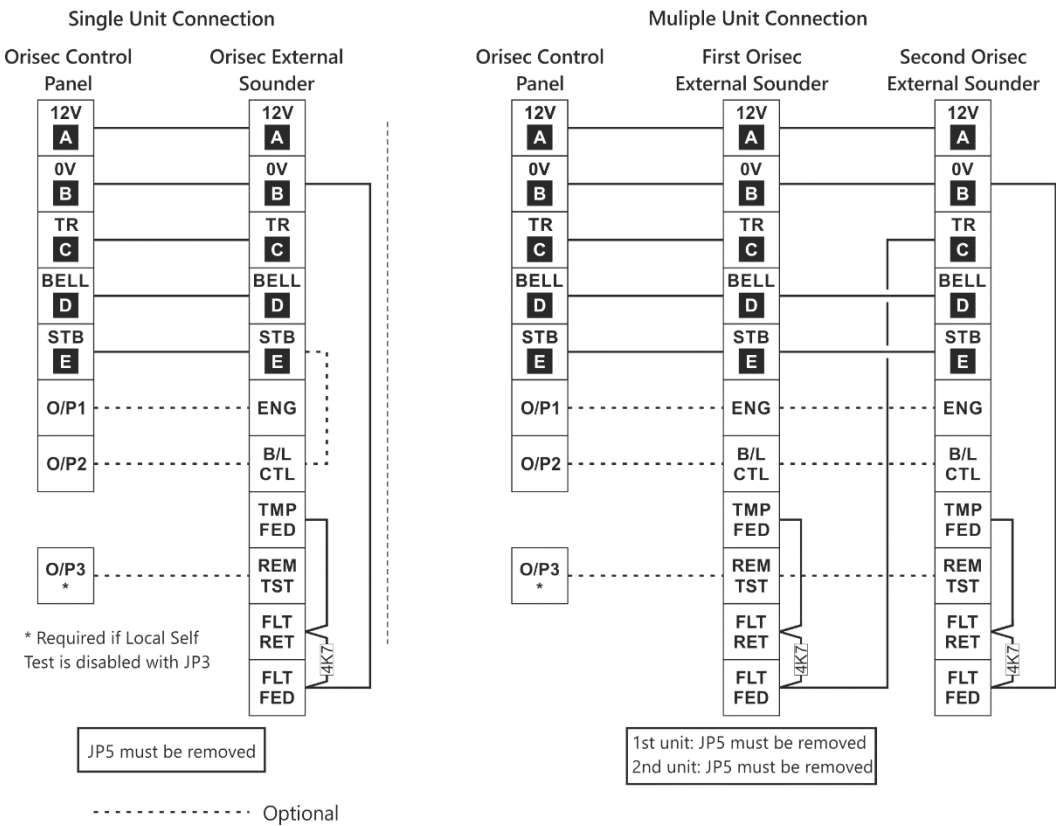 Single Unit Connection
Orisec Control
Panel
Orisec External
Sounder
12V
A
0V
B
TR
C
BELL
D
STB
E
O/P1
O/P2
O/P3
*
12V
A
0V
B
TR
C
BELL
D
STB
E
ENG
B/L
CTL
TMP
FED
REM
TST
FLT
RET
FLT
FED
4K7
* Required if Local Self
Test is disabled with JP3
JP5 must be removed
Optional
Muliple Unit Connection
Orisec Control
Panel
First Orisec
External Sounder
Second Orisec
External Sounder
12V
A
0V
B
TR
C
BELL
D
STB
E
O/P1
O/P2
O/P3
*
12V
A
0V
B
TR
C
BELL
D
STB
E
ENG
B/L
CTL
TMP
FED
REM
TST
FLT
RET
FLT
FED
4K7
12V
A
0V
B
TR
C
BELL
D
STB
E
ENG
B/L
CTL
TMP
FED
REM
TST
FLT
RET
FLT
FED
4K7
1st unit: JP5 must be removed
2nd unit: JP5 must be removed